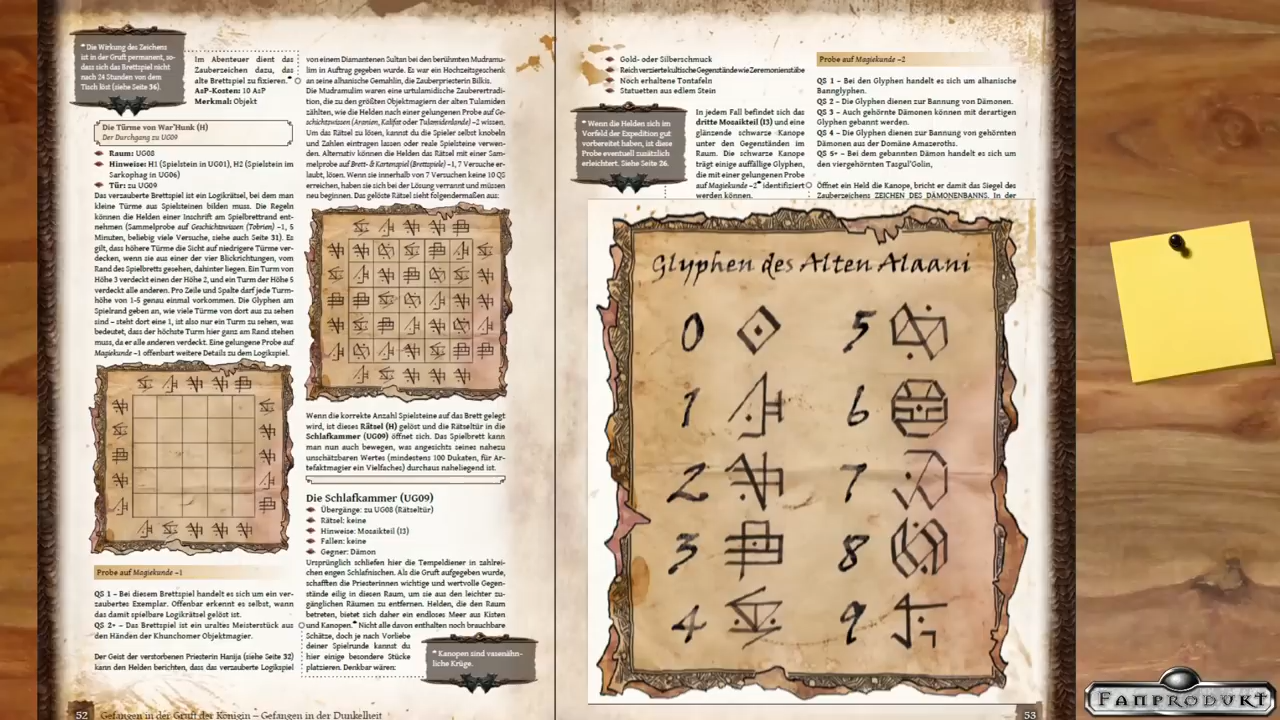 * Die Wirkung des Zeichens
ist in der Gruft permanent, so-
dass sich das Brettspiel nicht
nach 24 Stunden von dem
Tisch löst (siehe Seite 36).
Im Abenteuer dient das
Zauberzeichen dazu, das
alte Brettspiel zu fixieren.*
AsP-Kosten: 10 AsP
Merkmal: Objekt
Die Türme von War'Hunk (H)
Der Durchgang zu UG09
Raum: UG08
Hinweise: H1 (Spielstein in UG01), H2 (Spielstein im
Sarkophag in UG06)
Tür: zu UG09
Das verzauberte Brettspiel ist ein Logikrätsel, bei dem man
kleine Türme aus Spielsteinen bilden muss. Die Regeln
können die Helden einer Inschrift am Spielbrettrand ent-
nehmen (Sammelprobe auf Geschichtswissen (Tobrien) –1, 5
Minuten, beliebig viele Versuche, siehe auch Seite 31). Es
gilt, dass höhere Türme die Sicht auf niedrigere Türme ver-
decken, wenn sie aus einer der vier Blickrichtungen, vom
Rand des Spielbretts gesehen, dahinter liegen. Ein Turm von
Höhe 3 verdeckt einen der Höhe 2, und ein Turm der Höhe 5
verdeckt alle anderen. Pro Zeile und Spalte darf jede Turm-
höhe von 1–5 genau einmal vorkommen. Die Glyphen am
Spielrand geben an, wie viele Türme von dort aus zu sehen
sind – steht dort eine 1, ist also nur ein Turm zu sehen, was
bedeutet, dass der höchste Turm hier ganz am Rand stehen
muss, da er alle anderen verdeckt. Eine gelungene Probe auf
Magiekunde –1 offenbart weitere Details zu dem Logikspiel.
Probe auf Magiekunde –1
QS 1 – Bei diesem Brettspiel handelt es sich um ein ver-
zaubertes Exemplar. Offenbar erkennt es selbst, wann
das damit spielbare Logikrätsel gelöst ist.
QS 2+ – Das Brettspiel ist ein uraltes Meisterstück aus
den Händen der Khunchomer Objektmagier.
Der Geist der verstorbenen Priesterin Hanija (siehe Seite 32)
kann den Helden berichten, dass das verzauberte Logikspiel
52 Gefangen in der Gruft der Königin – Gefangen in der Dunkelheit
von einem Diamantenen Sultan bei den berühmten Mudramu-
lim in Auftrag gegeben wurde. Es war ein Hochzeitsgeschenk
an seine alhanische Gemahlin, die Zauberpriesterin Bilkis.
Die Mudramulim waren eine urtulamidische Zauberertradi-
tion, die zu den größten Objektmagiern der alten Tulamiden
zählten, wie die Helden nach einer gelungenen Probe auf Ge-
schichtswissen (Aranien, Kalifat oder Tulamidenlande) –2 wissen.
Um das Rätsel zu lösen, kannst du die Spieler selbst knobeln
und Zahlen eintragen lassen oder reale Spielsteine verwen-
den. Alternativ können die Helden das Rätsel mit einer Sam-
melprobe auf Brett- & Glücksspiel (Brettspiele) –1, 7 Versuche er-
laubt, lösen. Wenn sie innerhalb von 7 Versuchen keine 10 QS
erreichen, haben sie sich bei der Lösung verrannt und müssen
neu beginnen. Das gelöste Rätsel sieht folgendermaßen aus:
Wenn die korrekte Anzahl Spielsteine auf das Brett gelegt
wird, ist dieses Rätsel (H) gelöst und die Rätseltür in die
Schlafkammer (UG09) öffnet sich. Das Spielbrett kann
man nun auch bewegen, was angesichts seines nahezu
unschätzbaren Wertes (mindestens 100 Dukaten, für Ar-
tefaktmagier ein Vielfaches) durchaus naheliegend ist.
Die Schlafkammer (UG09)
Übergänge: zu UG08 (Rätseltür)
Rätsel: keine
Hinweise: Mosaikteil (I3)
Fallen: keine
Gegner: Dämon
Ursprünglich schliefen hier die Tempeldiener in zahlrei-
chen engen Schlafnischen. Als die Gruft aufgegeben wurde,
schafften die Priesterinnen wichtige und wertvolle Gegen-
stände eilig in diesen Raum, um sie aus den leichter zu-
gänglichen Räumen zu entfernen. Helden, die den Raum
betreten, bietet sich daher ein endloses Meer aus Kisten
und Kanopen.* Nicht alle davon enthalten noch brauchbare
Schätze, doch je nach Vorliebe
deiner Spielrunde kannst du
hier einige besondere Stücke
platzieren. Denkbar wären:
* Kanopen sind vasenähn-
liche Krüge.
Gold- oder Silberschmuck
Reich verzierte kultische Gegenstände wie Zeremonienstäbe
Noch erhaltene Tontafeln
Statuetten aus edlem Stein
* Wenn die Helden sich im
Vorfeld der Expedition gut
vorbereitet haben, ist diese
Probe eventuell zusätzlich
erleichtert. Siehe Seite 26.
In jedem Fall befindet sich das
dritte Mosaikteil (I3) und eine
glänzende schwarze Kanope
unter den Gegenständen im
Raum. Die schwarze Kanope
trägt einige auffällige Glyphen,
die mit einer gelungenen Probe
auf Magiekunde –2* identifiziert
werden können.
Probe auf Magiekunde –2
QS 1 – Bei den Glyphen handelt es sich um alhanische
Bannglyphen.
QS 2 – Die Glyphen dienen zur Bannung von Dämonen.
QS 3 – Auch gehörnte Dämonen können mit derartigen
Glyphen gebannt werden.
QS 4 – Die Glyphen dienen zur Bannung von gehörnten
Dämonen aus der Domäne Amazeroths.
QS 5+ – Bei dem gebannten Dämon handelt es sich um
den viergehörnten Tasgul'Golin,
Öffnet ein Held die Kanope, bricht er damit das Siegel des
Zauberzeichens ZEICHEN DES DÄMONENBANNS. In der
Glyphen des Alten Alaani
0 5
1 6
2 7
3 8
4 9
53
FANPRODUKT